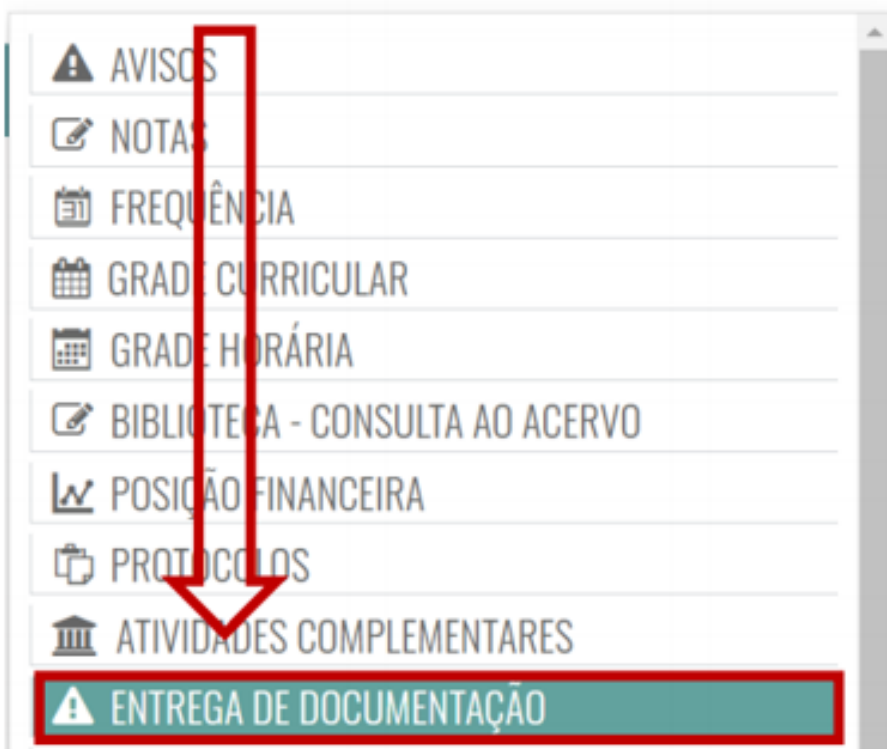 AVISOS
NOTAS
FREQUÊNCIA
GRADE CURRICULAR
GRADE HORÁRIA
BIBLIOTECA - CONSULTA AO ACERVO
POSIÇÃO FINANCEIRA
PROTOCOLOS
ATIVIDADES COMPLEMENTARES
ENTREGA DE DOCUMENTAÇÃO